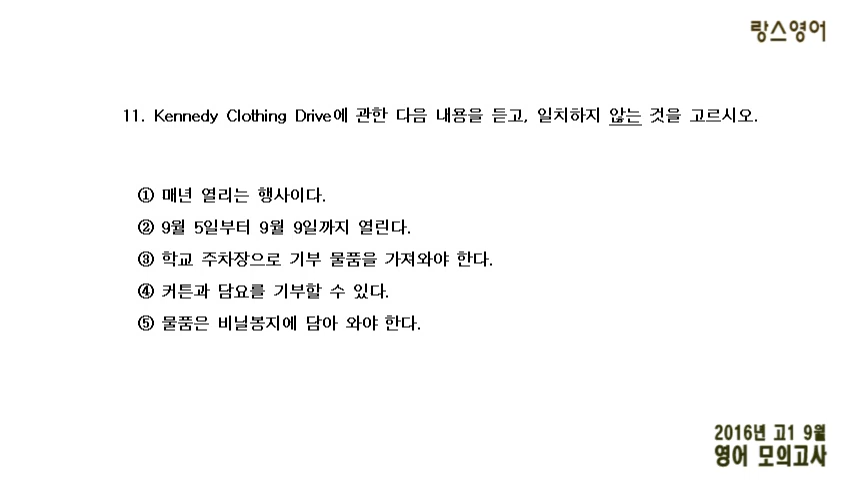 랑스영어
11. Kennedy Clothing Drive에 관한 다음 내용을 듣고, 일치하지 않는 것을 고르시오.
① 매년 열리는 행사이다.
② 9월 5일부터 9월 9일까지 열린다.
③ 학교 주차장으로 기부 물품을 가져와야 한다.
④ 커튼과 담요를 기부할 수 있다.
⑤ 물품은 비닐봉지에 담아 와야 한다.
2016년 고1 9월
영어 모의고사